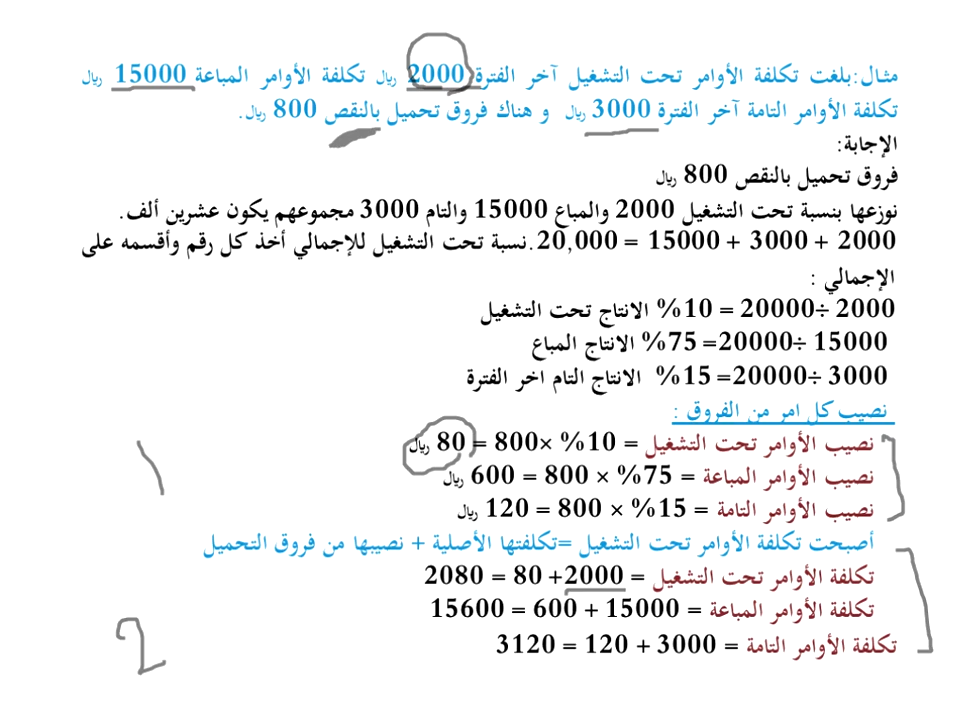 مثال:بلغت تكلفة الأوامر تحت التشغيل آخر الفترة 2000 ريال تكلفة الأوامر المباعة 15000 ريال
تكلفة الأوامر التامة آخر الفترة 3000 ريال و هناك فروق تحميل بالنقص 800 ريال.
الإجابة:
فروق تحميل بالنقص 800 ريال
نوزعها بنسبة تحت التشغيل 2000 والمباع 15000 والتام 3000 مجموعهم يكون عشرين ألف.
2000 + 3000 + 15000 = 20,000.نسبة تحت التشغيل للإجمالي أخذ كل رقم وأقسمه على
الإجمالي :
2000 ÷20000 = 10% الانتاج تحت التشغيل
15000 ÷20000= 75% الانتاج المباع
3000 ÷20000= 15% الانتاج التام اخر الفترة
نصيب كل امر من الفروق :
نصيب الأوامر تحت التشغيل = 10% ×800 = 80 ريال
نصيب الأوامر المباعة = 75% × 800 = 600 ريال
نصيب الأوامر التامة = 15% × 800 = 120 ريال
أصبحت تكلفة الأوامر تحت التشغيل =تكلفتها الأصلية + نصيبها من فروق التحميل
تكلفة الأوامر تحت التشغيل = 2000+ 80 = 2080
تكلفة الأوامر المباعة = 15000 + 600 = 15600
تكلفة الأوامر التامة = 3000 + 120 = 3120
1
2